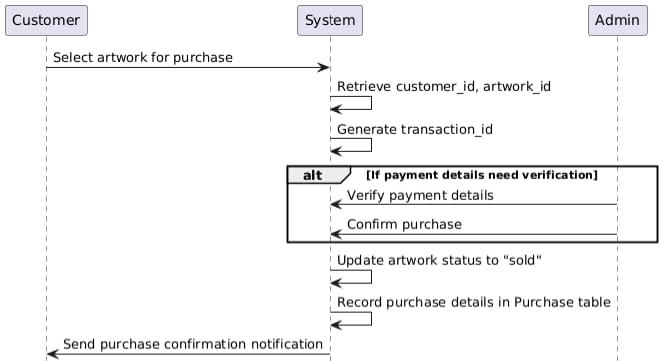 Customer System Admin
Select artwork for purchase
Retrieve customer_id, artwork_id
Generate transaction_id
alt [If payment details need verification]
Verify payment details
Confirm purchase
Update artwork status to "sold"
Record purchase details in Purchase table
Send purchase confirmation notification